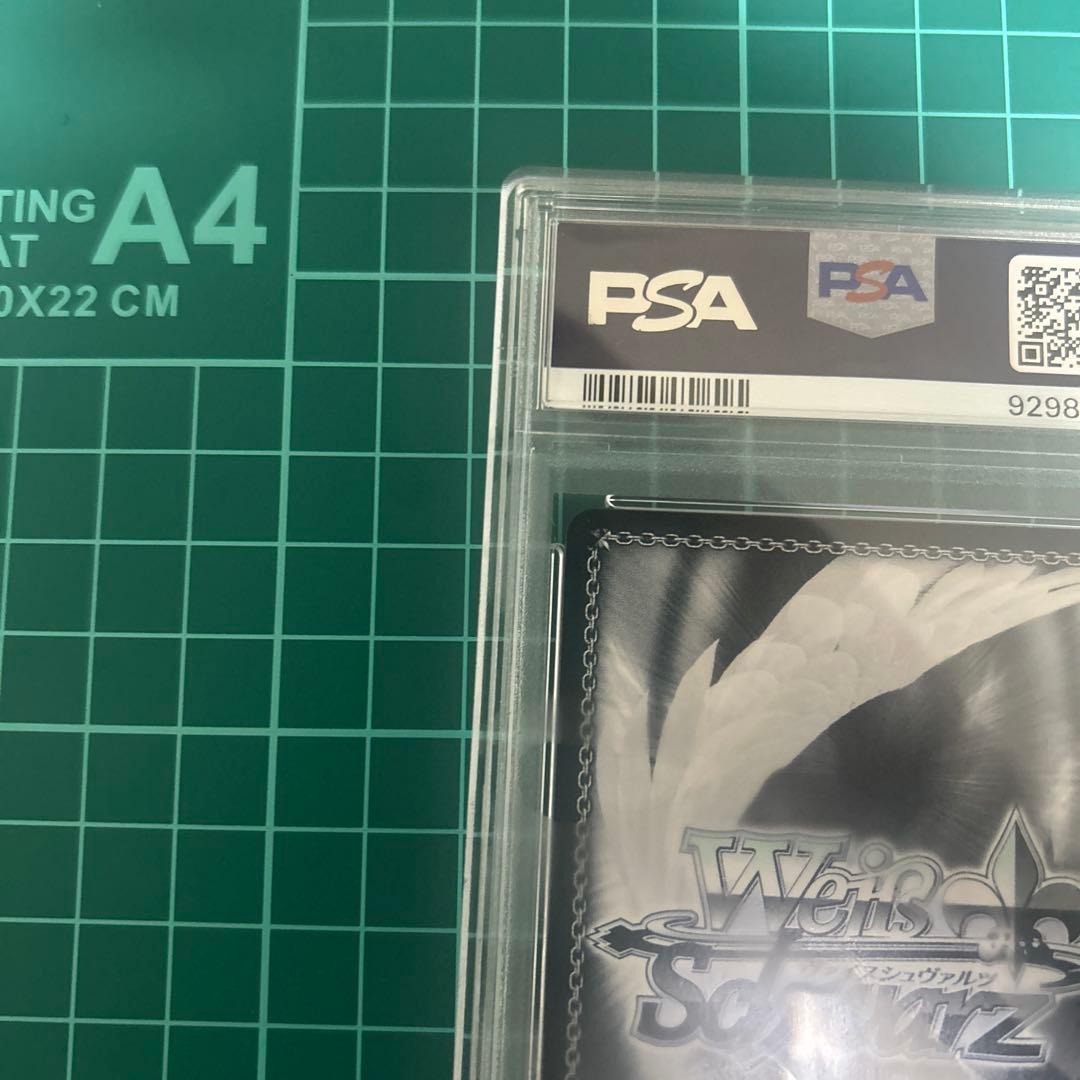 TING A4
AT
0X22 CM
PSA
PSA
9298
Weiß
ヴァイスシュヴァルツ
Schwarz